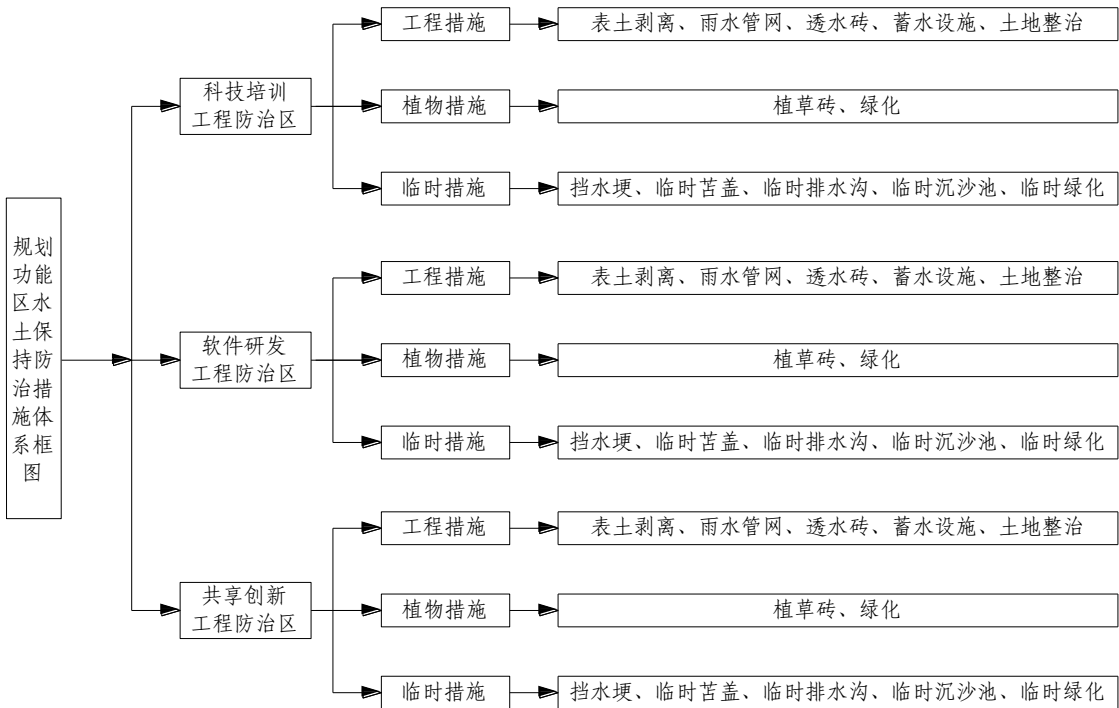 规划
功能
区水
土保
持防
治措
施体
系框
图
科技培训
工程防治区
工程措施
表土剥离、雨水管网、透水砖、蓄水设施、土地整治
植物措施
植草砖、绿化
临时措施
挡水埂、临时苫盖、临时排水沟、临时沉沙池、临时绿化
软件研发
工程防治区
工程措施
表土剥离、雨水管网、透水砖、蓄水设施、土地整治
植物措施
植草砖、绿化
临时措施
挡水埂、临时苫盖、临时排水沟、临时沉沙池、临时绿化
共享创新
工程防治区
工程措施
表土剥离、雨水管网、透水砖、蓄水设施、土地整治
植物措施
植草砖、绿化
临时措施
挡水埂、临时苫盖、临时排水沟、临时沉沙池、临时绿化